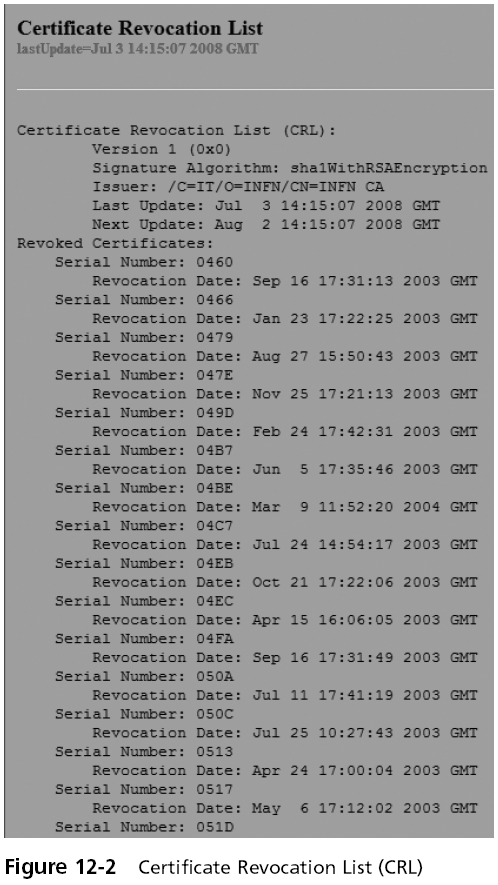 Certificate Revocation List
lastUpdate=Jul 3 14:15:07 2008 GMT
Certificate Revocation List (CRL):
Version 1 (0x0)
Signature Algorithm: sha1WithRSAEncryption
Issuer: /C=IT/O=INFN/CN=INFN CA
Last Update: Jul 3 14:15:07 2008 GMT
Next Update: Aug 2 14:15:07 2008 GMT
Revoked Certificates:
Serial Number: 0460
Revocation Date: Sep 16 17:31:13 2003 GMT
Serial Number: 0466
Revocation Date: Jan 23 17:22:25 2003 GMT
Serial Number: 0479
Revocation Date: Aug 27 15:50:43 2003 GMT
Serial Number: 047E
Revocation Date: Nov 25 17:21:13 2003 GMT
Serial Number: 049D
Revocation Date: Feb 24 17:42:31 2003 GMT
Serial Number: 04B7
Revocation Date: Jun 5 17:35:46 2003 GMT
Serial Number: 04BE
Revocation Date: Mar 9 11:52:20 2004 GMT
Serial Number: 04C7
Revocation Date: Jul 24 14:54:17 2003 GMT
Serial Number: 04EB
Revocation Date: Oct 21 17:22:06 2003 GMT
Serial Number: 04EC
Revocation Date: Apr 15 16:06:05 2003 GMT
Serial Number: 04FA
Revocation Date: Sep 16 17:31:49 2003 GMT
Serial Number: 050A
Revocation Date: Jul 11 17:41:19 2003 GMT
Serial Number: 050C
Revocation Date: Jul 25 10:27:43 2003 GMT
Serial Number: 0513
Revocation Date: Apr 24 17:00:04 2003 GMT
Serial Number: 0517
Revocation Date: May 6 17:12:02 2003 GMT
Serial Number: 051D
Figure 12-2 Certificate Revocation List (CRL)